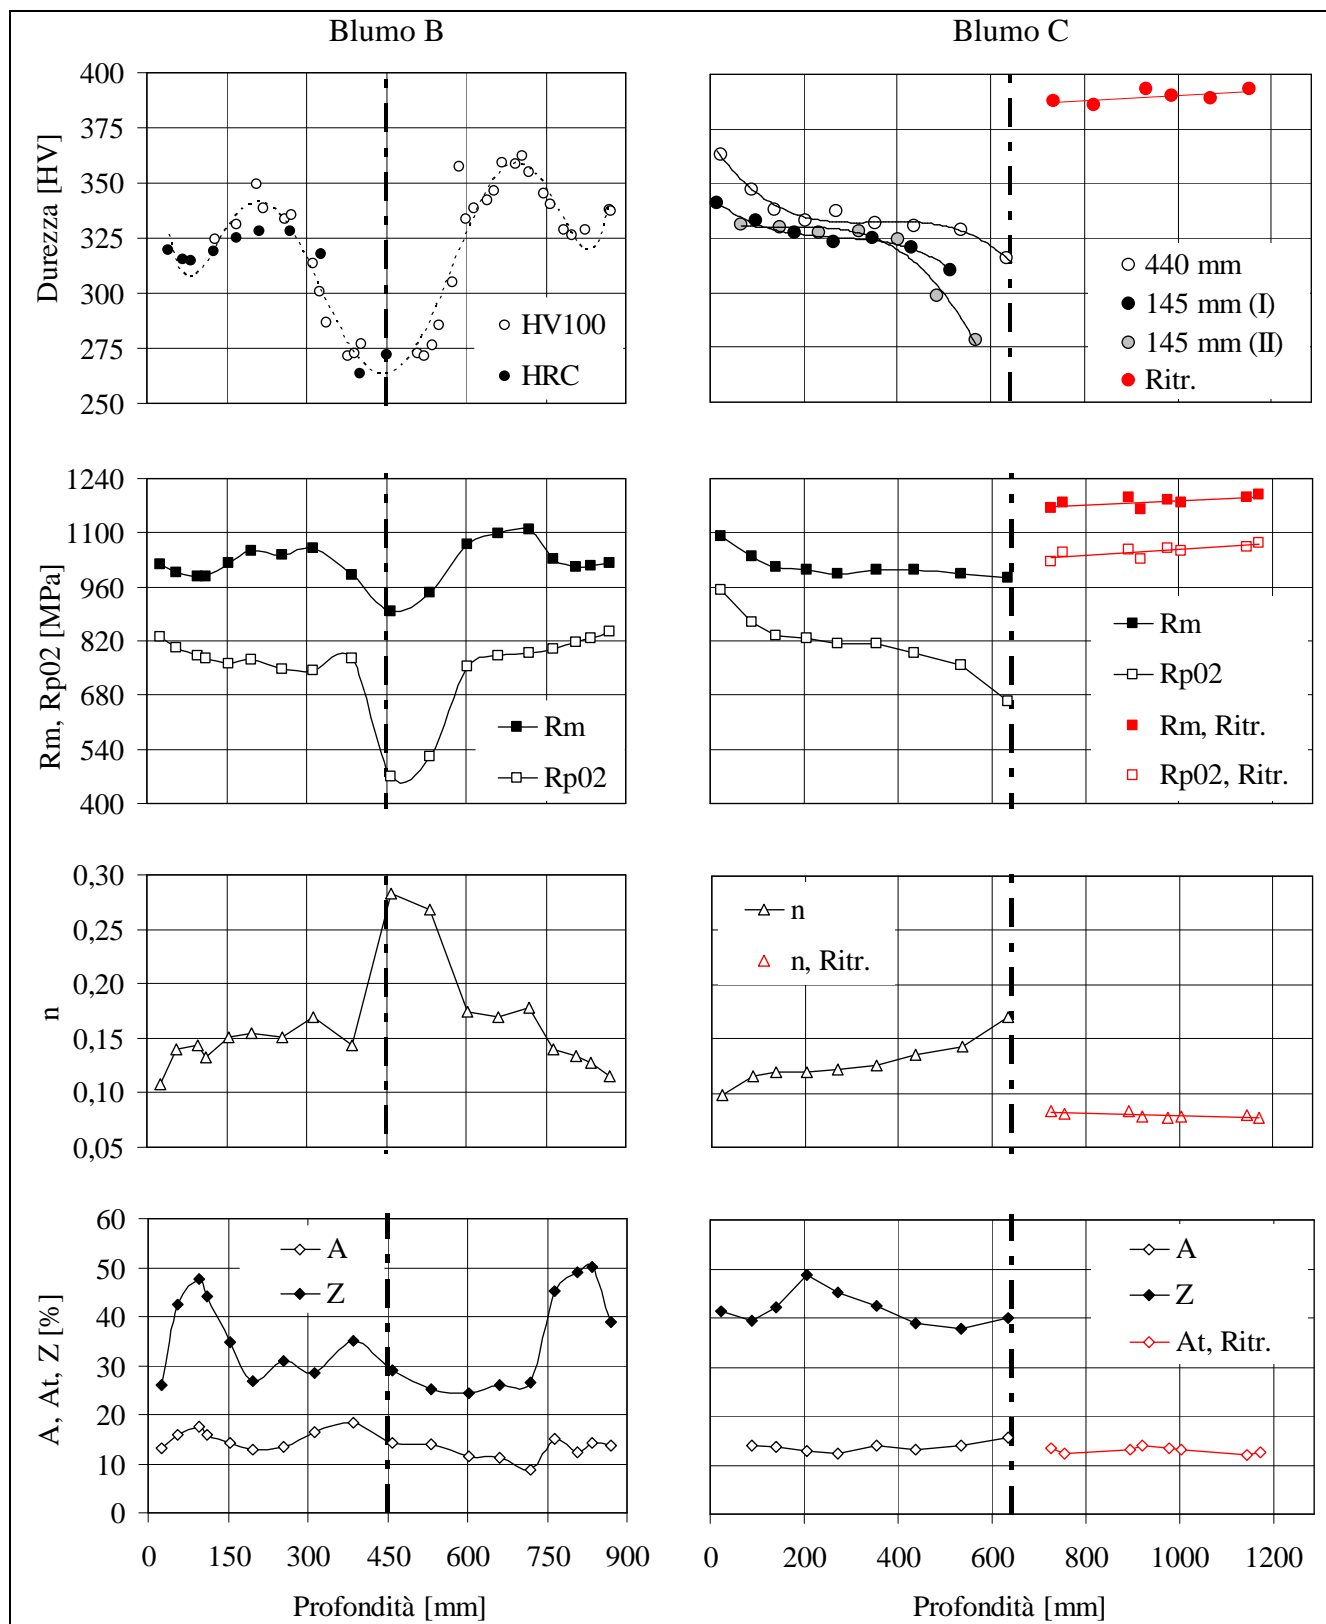 Blumo B
Blumo C
Durezza [HV]
400
375
350
325
300
275
250
HV100
HRC
440 mm
145 mm (I)
145 mm (II)
Ritr.
Rm, Rp02 [MPa]
1240
1100
960
820
680
540
400
Rm
Rp02
Rm
Rp02
Rm, Ritr.
Rp02, Ritr.
n
0,30
0,25
0,20
0,15
0,10
0,05
n
n, Ritr.
A, At, Z [%]
60
50
40
30
20
10
0
A
Z
A
Z
At, Ritr.
0 150 300 450 600 750 900
0 200 400 600 800 1000 1200
Profondità [mm]
Profondità [mm]